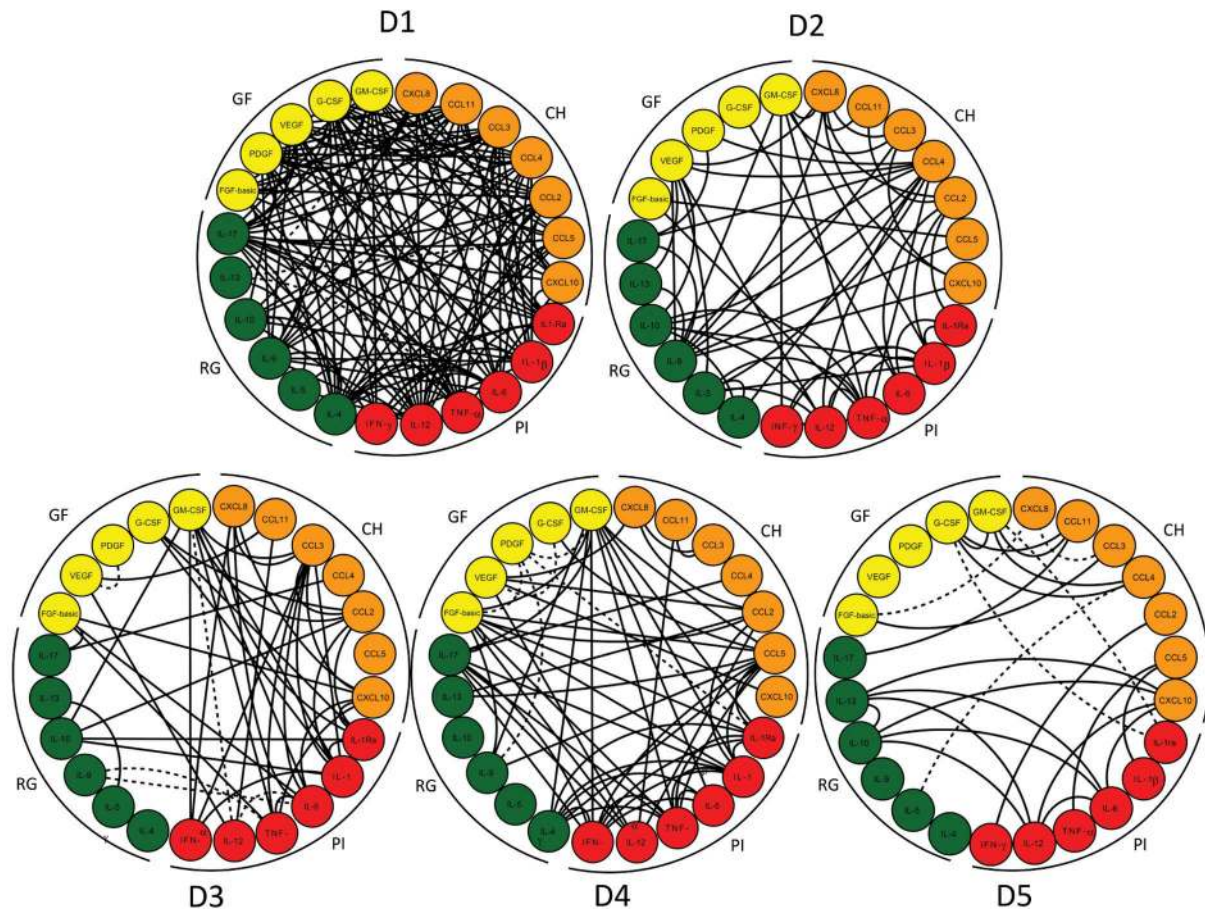 D1
D2
GF
CH
GM-CSF
CXCL8
G-CSF
CCL11
VEGF
CCL3
PDGF
CCL4
FGF-basic
CCL2
IL-17
CCL5
IL-13
CXCL10
IL-10
IL1-Ra
IL-9
IL-1β
IL-5
IL-6
IL-4
TNF-α
IFN-γ
IL-12
RG
PI
GF
CH
GM-CSF
CXCL8
G-CSF
CCL11
PDGF
CCL3
VEGF
CCL4
FGF-basic
CCL2
IL-17
CCL5
IL-13
CXCL10
IL-10
IL-1Ra
IL-9
IL-1β
IL-5
IL-6
IL-4
TNF-α
INF-γ
IL-12
RG
PI
GF
CH
GM-CSF
CXCL8
G-CSF
CCL11
PDGF
CCL3
VEGF
CCL4
FGF-basic
CCL2
IL-17
CCL5
IL-13
CXCL10
IL-10
IL-1Ra
IL-9
IL-1
IL-5
IL-6
γ
IL-4
IFN-
α
IL-12
TNF-
RG
PI
D3
GF
CH
GM-CSF
CXCL8
G-CSF
CCL11
PDGF
CCL3
VEGF
CCL4
FGF-basic
CCL2
IL-17
CCL5
IL-13
CXCL10
IL-10
IL-1Ra
IL-9
IL-1
IL-5
IL-6
IL-4
γ
IFN-
α
IL-12
TNF-
RG
PI
D4
GF
CH
GM-CSF
CXCL8
G-CSF
CCL11
PDGF
CCL3
VEGF
CCL4
FGF-basic
CCL2
IL-17
CCL5
IL-13
CXCL10
IL-10
IL-1ra
IL-9
IL-1β
IL-5
IL-6
IL-4
TNF-α
IFN-γ
IL-12
RG
PI
D5